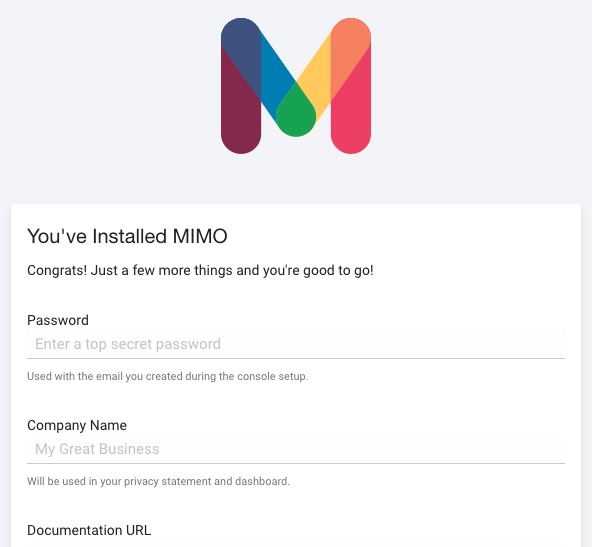 You've Installed MIMO
Congrats! Just a few more things and you're good to go!
Password
Enter a top secret password
Used with the email you created during the console setup.
Company Name
My Great Business
Will be used in your privacy statement and dashboard.
Documentation URL